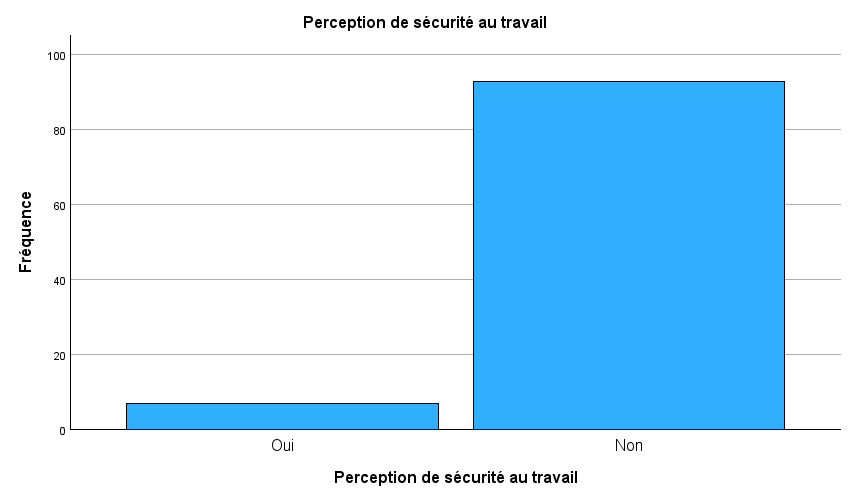 Perception de sécurité au travail
100
80
60
40
20
0
Fréquence
Oui
Non
Perception de sécurité au travail